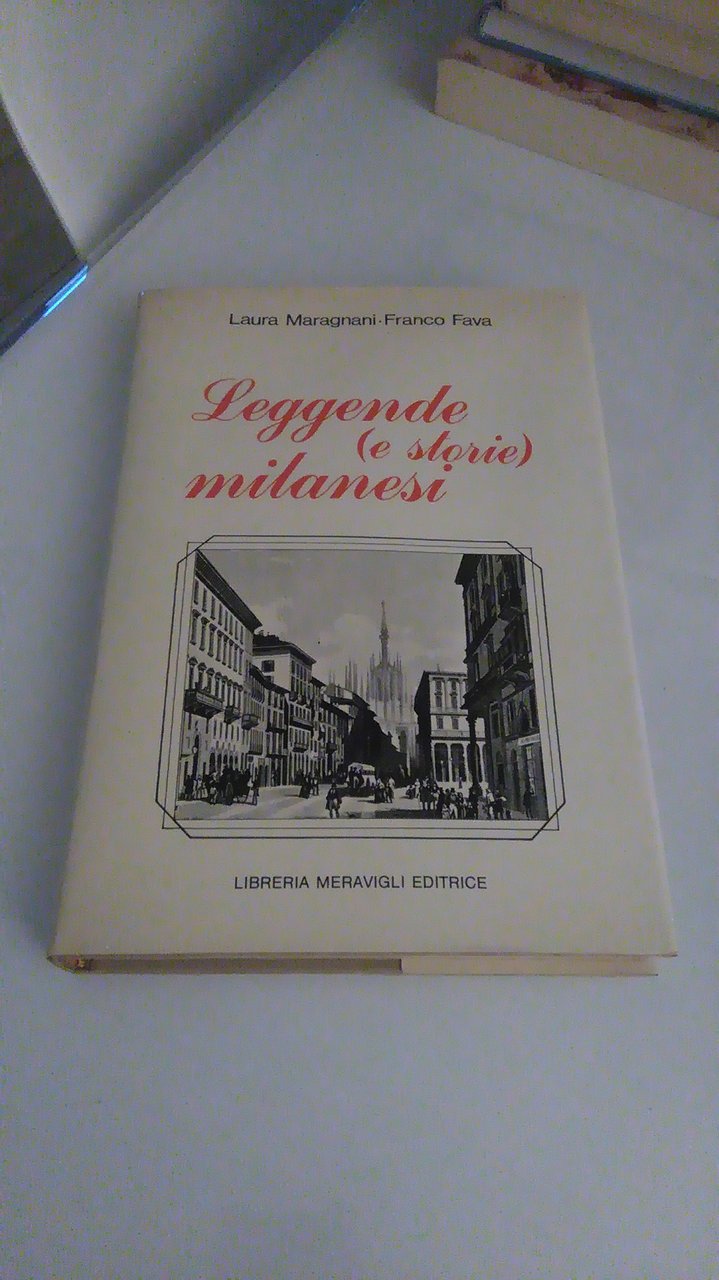 Laura Maragnani·Franco Fava
Leggende
(e storie)
milanesi
LIBRERIA MERAVIGLI EDITRICE